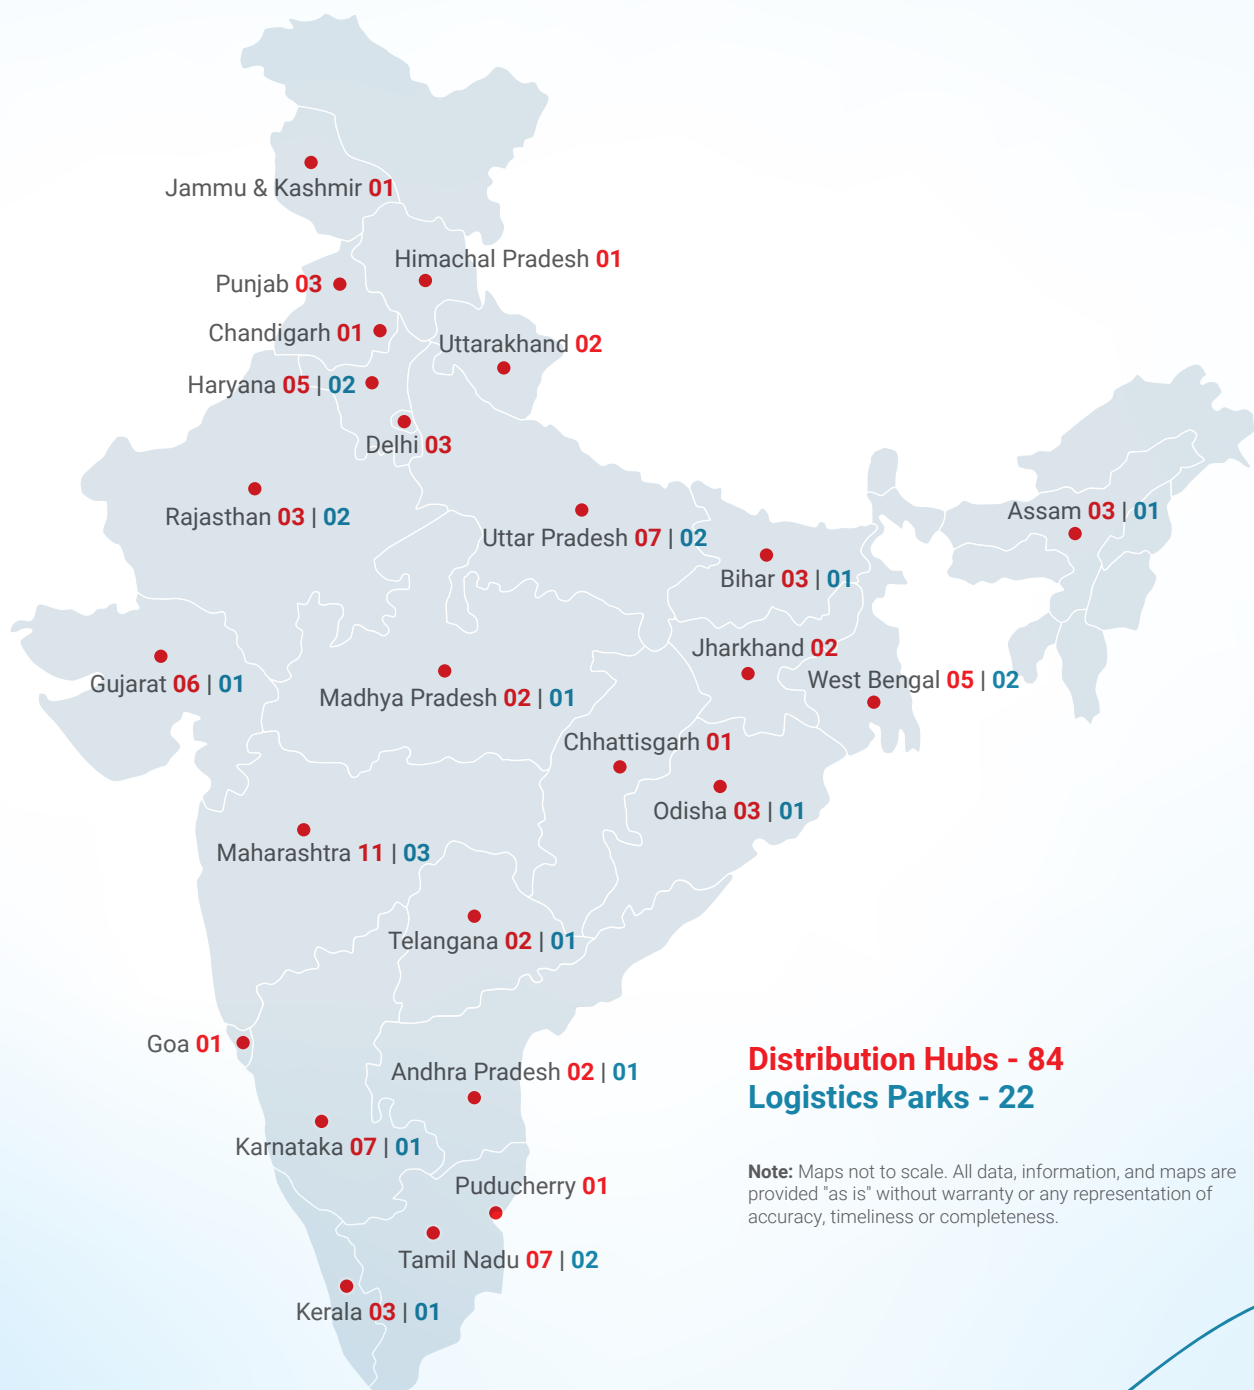 Jammu & Kashmir 01
Himachal Pradesh 01
Punjab 03
Chandigarh 01
Uttarakhand 02
Haryana 05 | 02
Delhi 03
Rajasthan 03 | 02
Uttar Pradesh 07 | 02
Assam 03 | 01
Bihar 03 | 01
Jharkhand 02
Gujarat 06 | 01
Madhya Pradesh 02 | 01
West Bengal 05 | 02
Chhattisgarh 01
Odisha 03 | 01
Maharashtra 11 | 03
Telangana 02 | 01
Goa 01
Andhra Pradesh 02 | 01
Karnataka 07 | 01
Puducherry 01
Tamil Nadu 07 | 02
Kerala 03 | 01
Distribution Hubs - 84
Logistics Parks - 22
Note: Maps not to scale. All data, information, and maps are
provided "as is" without warranty or any representation of
accuracy, timeliness or completeness.